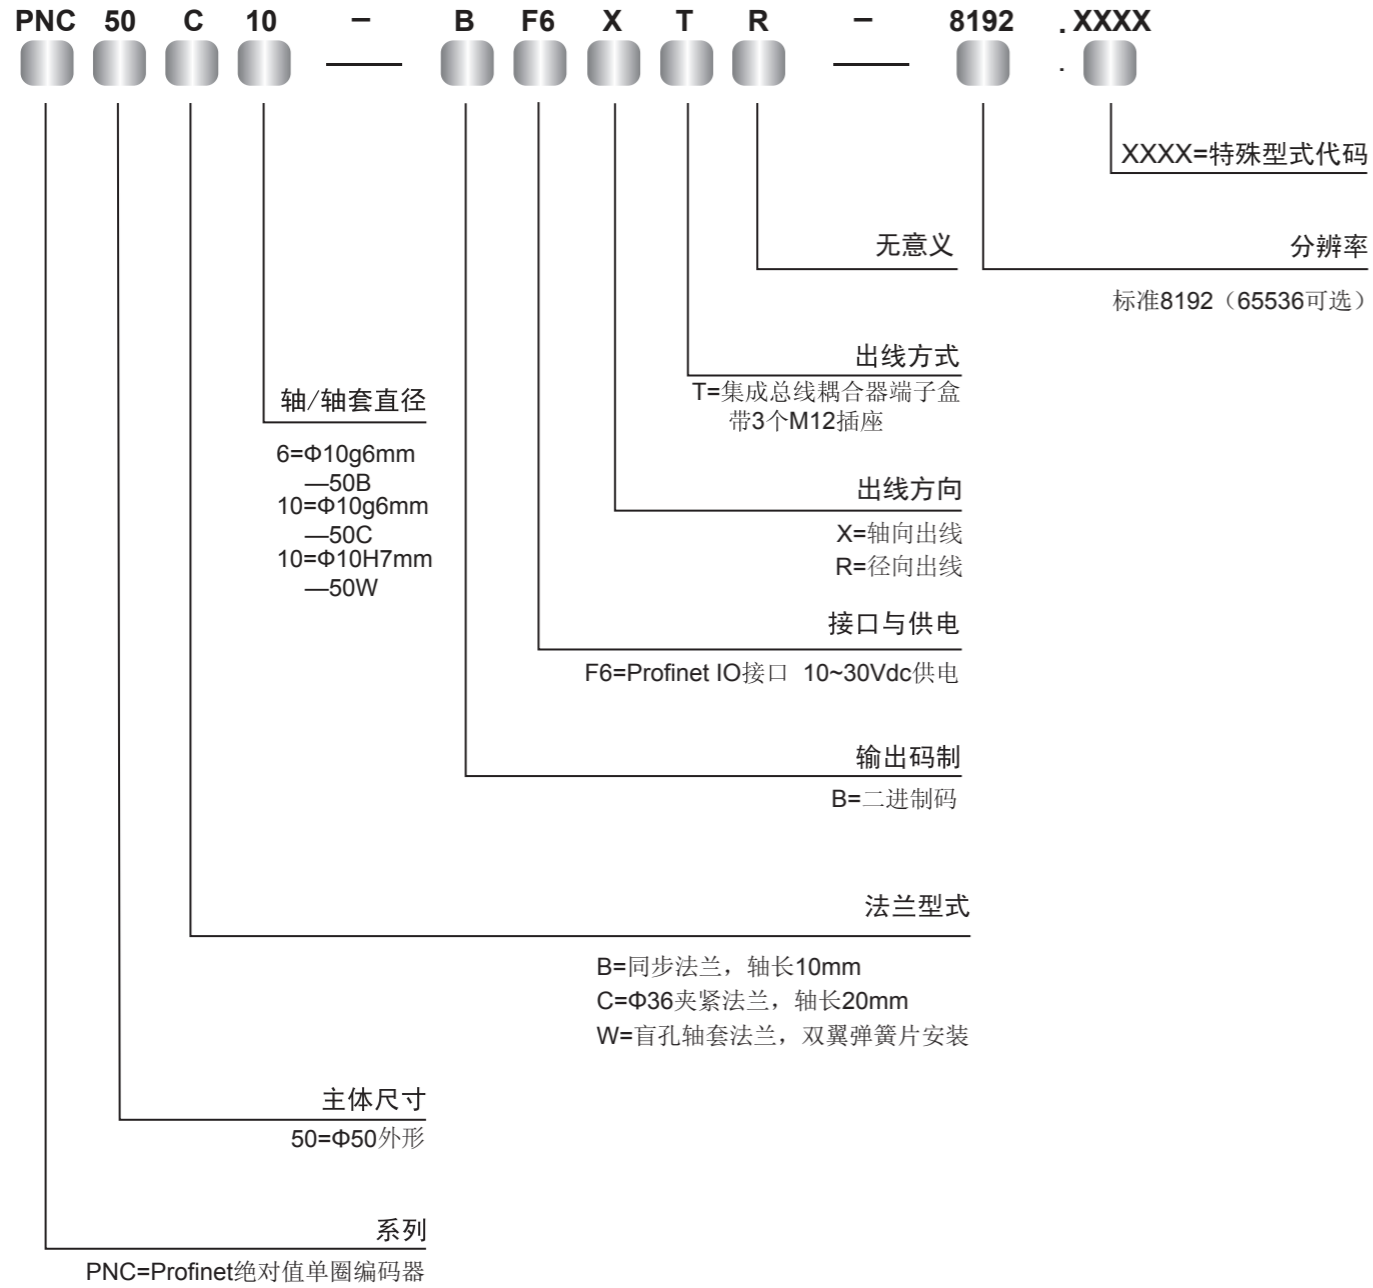 PNC 50 C 10 – B F6 X T R – 8192 . XXXX
.
XXXX=特殊型式代码
无意义
分辨率
标准8192（65536可选）
出线方式
T=集成总线耦合器端子盒
带3个M12插座
轴/轴套直径
6=Φ10g6mm
—50B
10=Φ10g6mm
—50C
10=Φ10H7mm
—50W
出线方向
X=轴向出线
R=径向出线
接口与供电
F6=Profinet IO接口 10~30Vdc供电
输出码制
B=二进制码
法兰型式
B=同步法兰，轴长10mm
C=Φ36夹紧法兰，轴长20mm
W=盲孔轴套法兰，双翼弹簧片安装
主体尺寸
50=Φ50外形
系列
PNC=Profinet绝对值单圈编码器